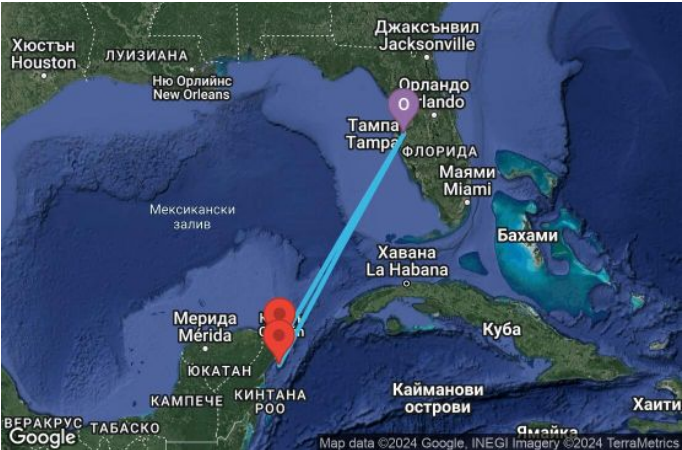 Джаксънвил
Jacksonville
Хюстън
Houston
ЛУИЗИАНА
Ню Орлийнс
New Orleans
Орландо
rlando
O
Тампа
Tampa
ФЛОРИДА
Маями
Miami
Мексикански
залив
Бахами
Хавана
La Habana
Мерида
Mérida
Куба
ЮКАТАН
КАМПЕЧЕ
КИНТАНА
РОО
Кайманови
острови
Хаити
ВЕРАКРУС
ТАБАСКО
Ямайка
Google
Map data ©2024 Google, INEGI Imagery ©2024 TerraMetrics